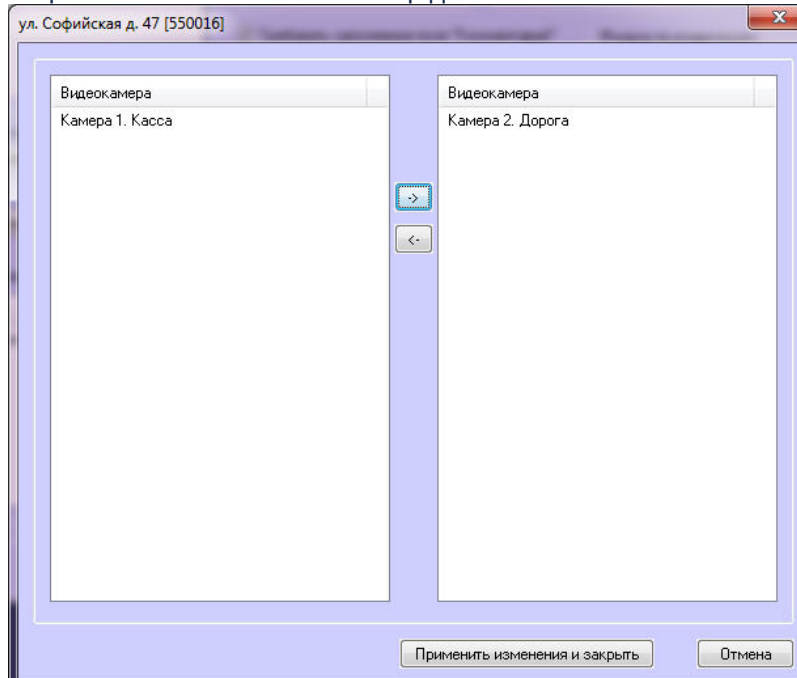 ул. Софийская д. 47 [550016]
Видеокамера
Камера 1. Касса
->
<-
Видеокамера
Камера 2. Дорога
Применить изменения и закрыть
Отмена